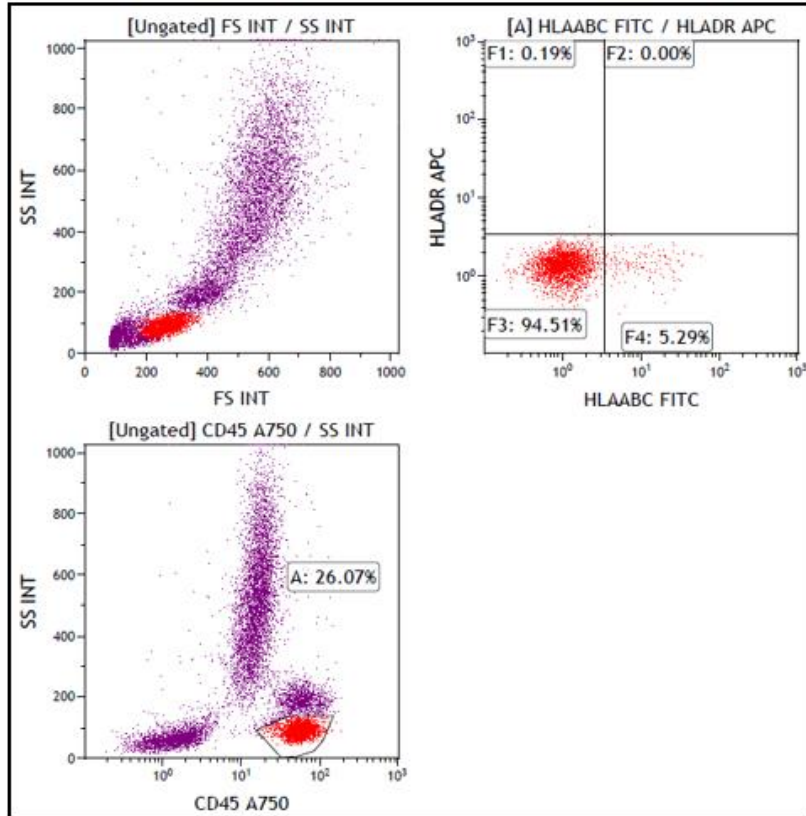 [Ungated] FS INT / SS INT
1000
800
600
400
200
0
SS INT
0 200 400 600 800 1000
FS INT
[A] HLAABC FITC / HLADR APC
F1: 0.19% F2: 0.00%
10³
10²
10¹
10⁰
HLADR APC
F3: 94.51% F4: 5.29%
10⁰ 10¹ 10² 10³
HLAABC FITC
[Ungated] CD45 A750 / SS INT
1000
800
600
400
200
0
SS INT
A: 26.07%
10⁰ 10¹ 10² 10³
CD45 A750